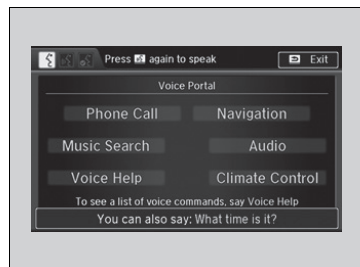 Press again to speak
Exit
Voice Portal
Phone Call Navigation
Music Search Audio
Voice Help Climate Control
To see a list of voice commands, say Voice Help
You can also say: What time is it?